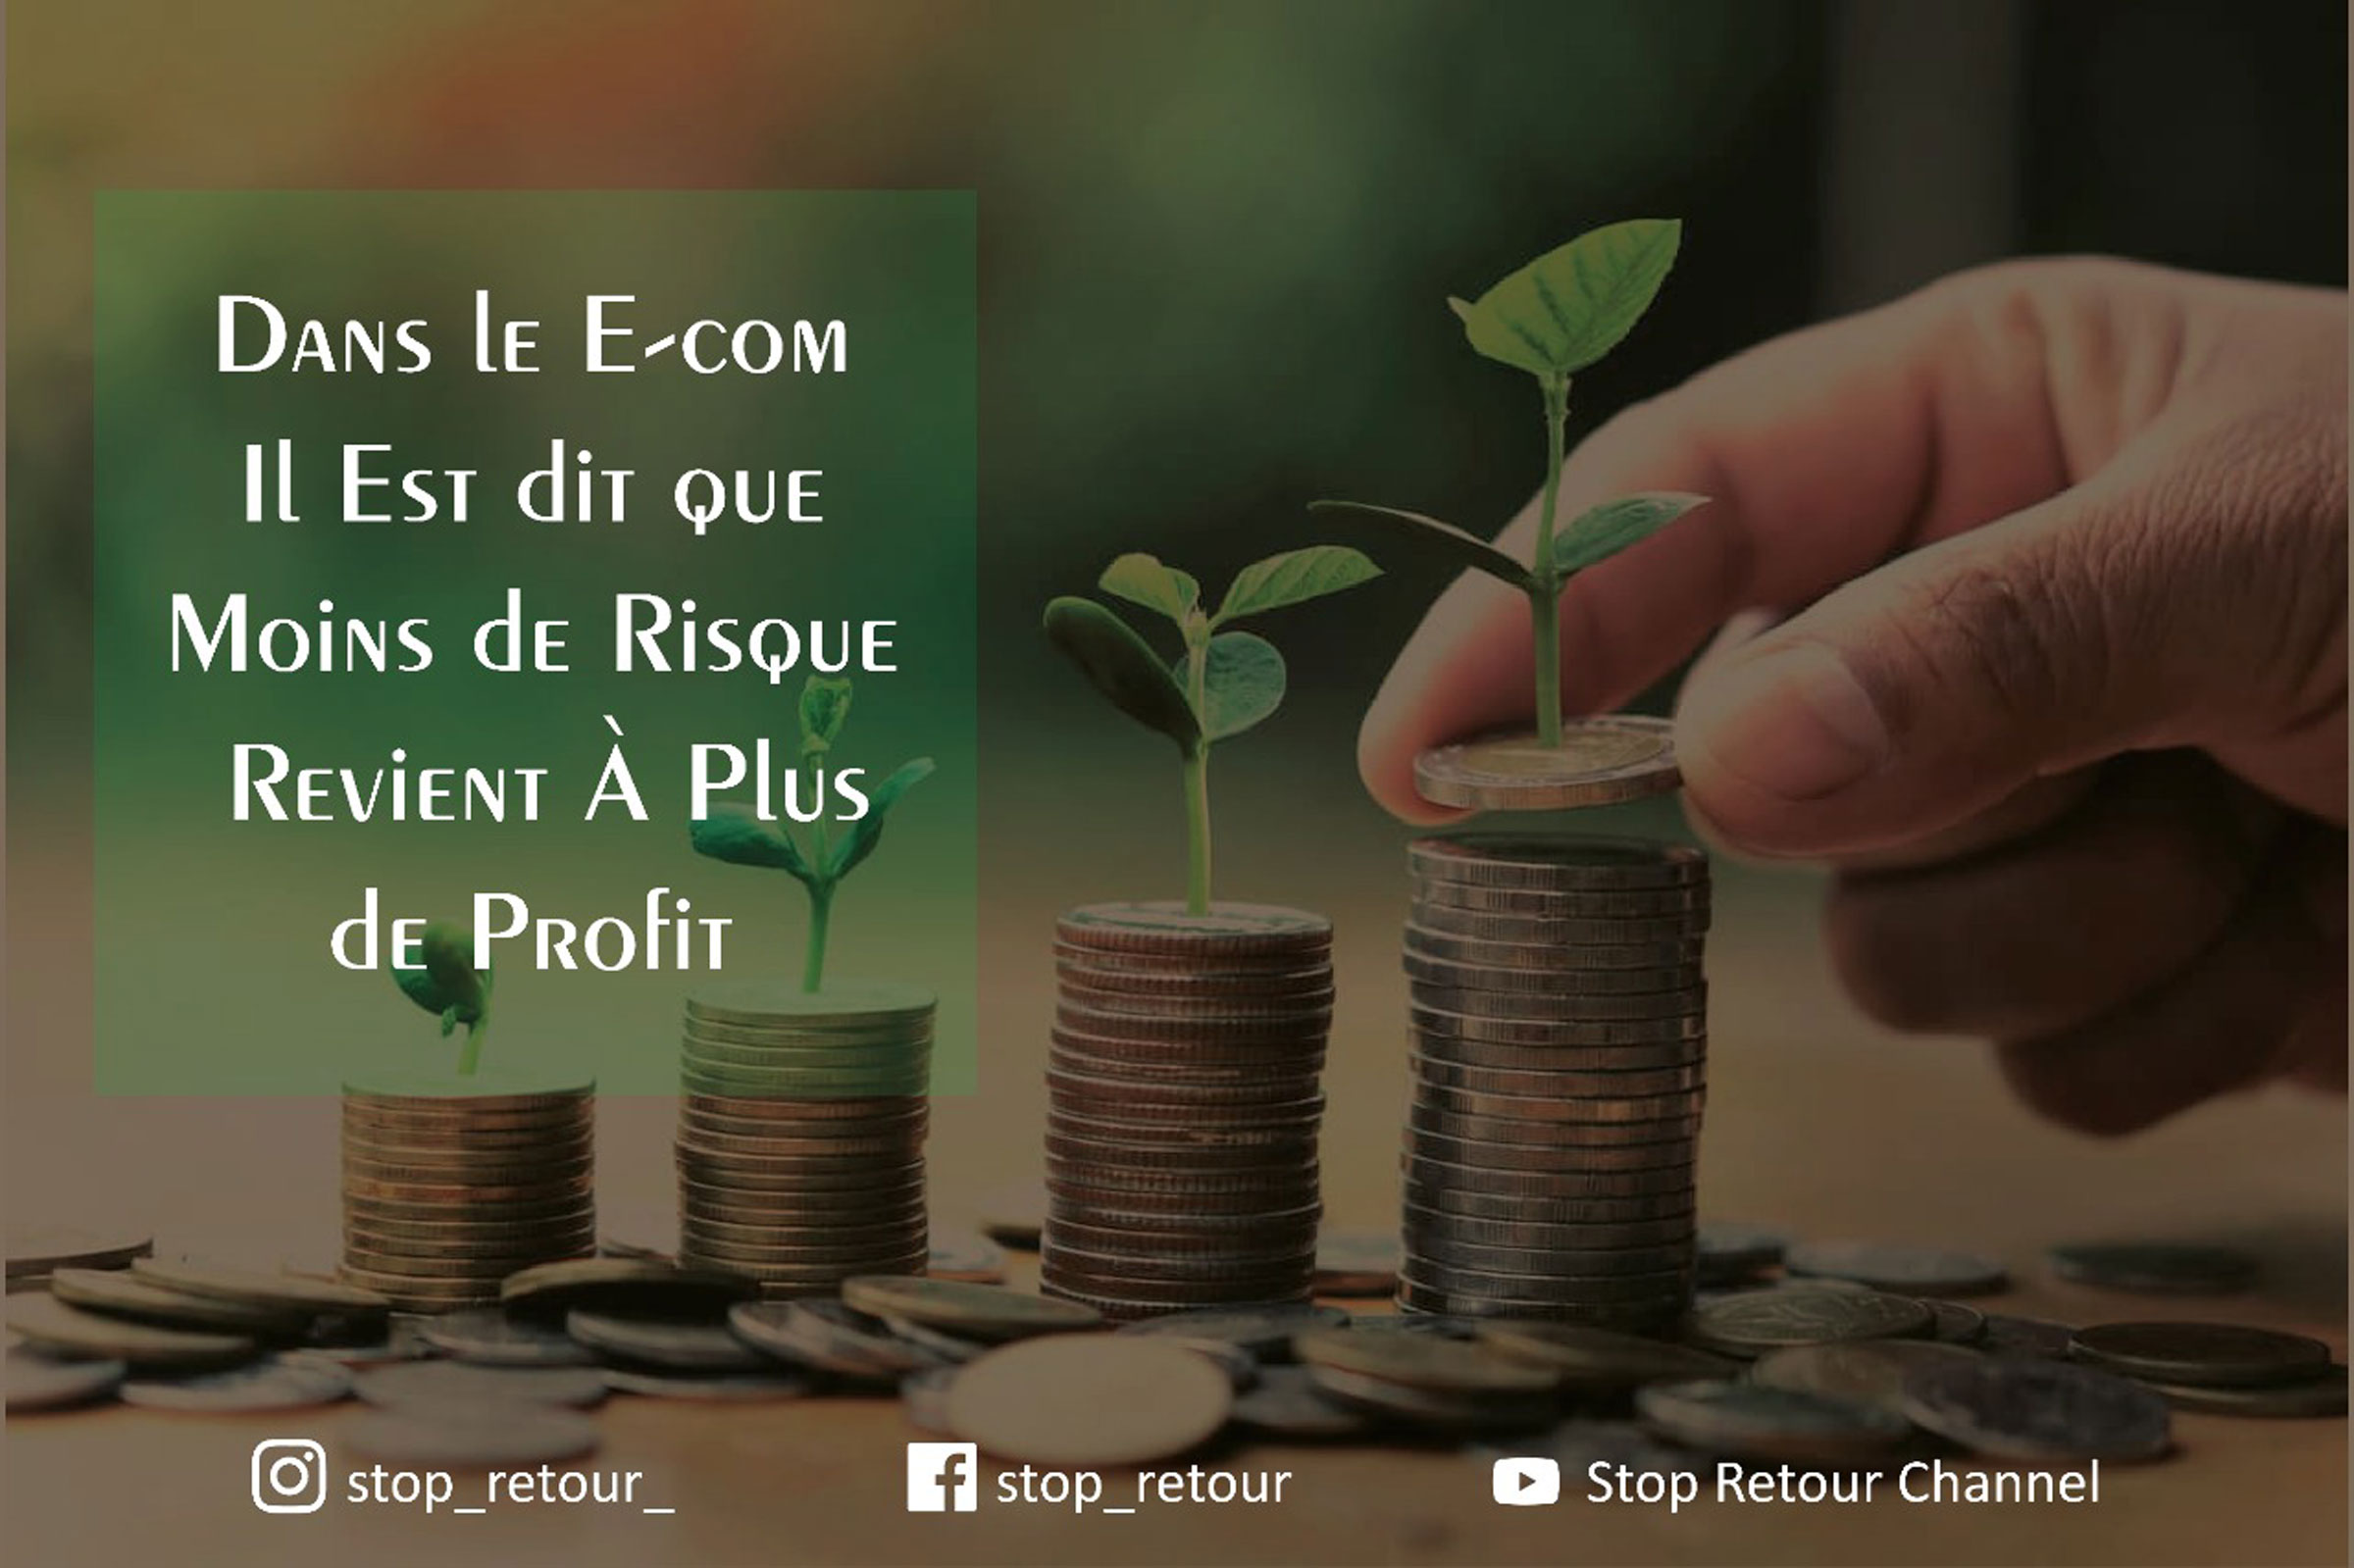 Dans le E-com
Il Est dit que
Moins de Risque
Revient À Plus
de Profit
stop_retour_
stop_retour
Stop Retour Channel